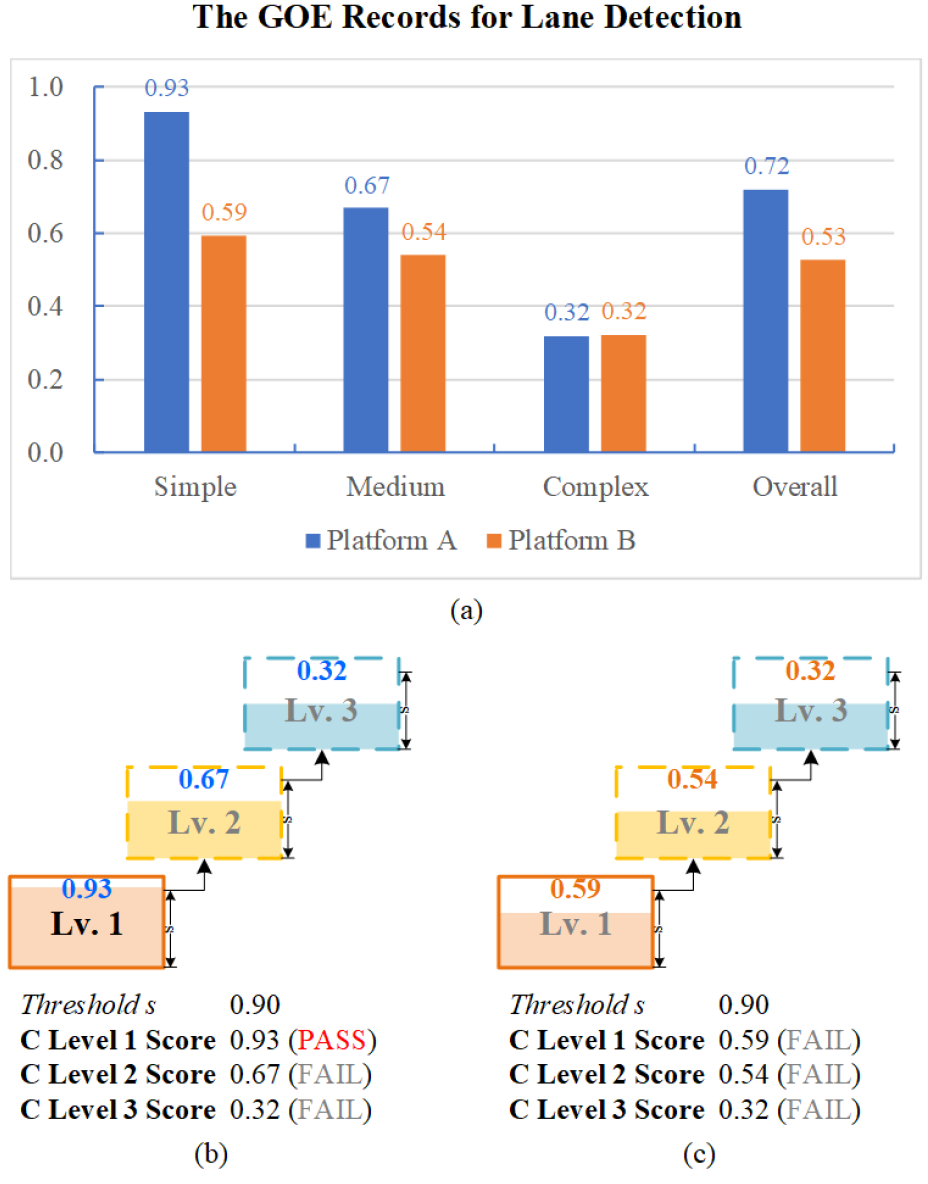 The GOE Records for Lane Detection
1.0
0.8
0.6
0.4
0.2
0.0
0.93
0.59
0.67
0.54
0.32
0.32
0.72
0.53
Simple Medium Complex Overall
Platform A Platform B
(a)
0.32
Lv. 3
s
0.67
Lv. 2
s
0.93
Lv. 1
s
Threshold s 0.90
C Level 1 Score 0.93 (PASS)
C Level 2 Score 0.67 (FAIL)
C Level 3 Score 0.32 (FAIL)
(b)
0.32
Lv. 3
s
0.54
Lv. 2
s
0.59
Lv. 1
s
Threshold s 0.90
C Level 1 Score 0.59 (FAIL)
C Level 2 Score 0.54 (FAIL)
C Level 3 Score 0.32 (FAIL)
(c)